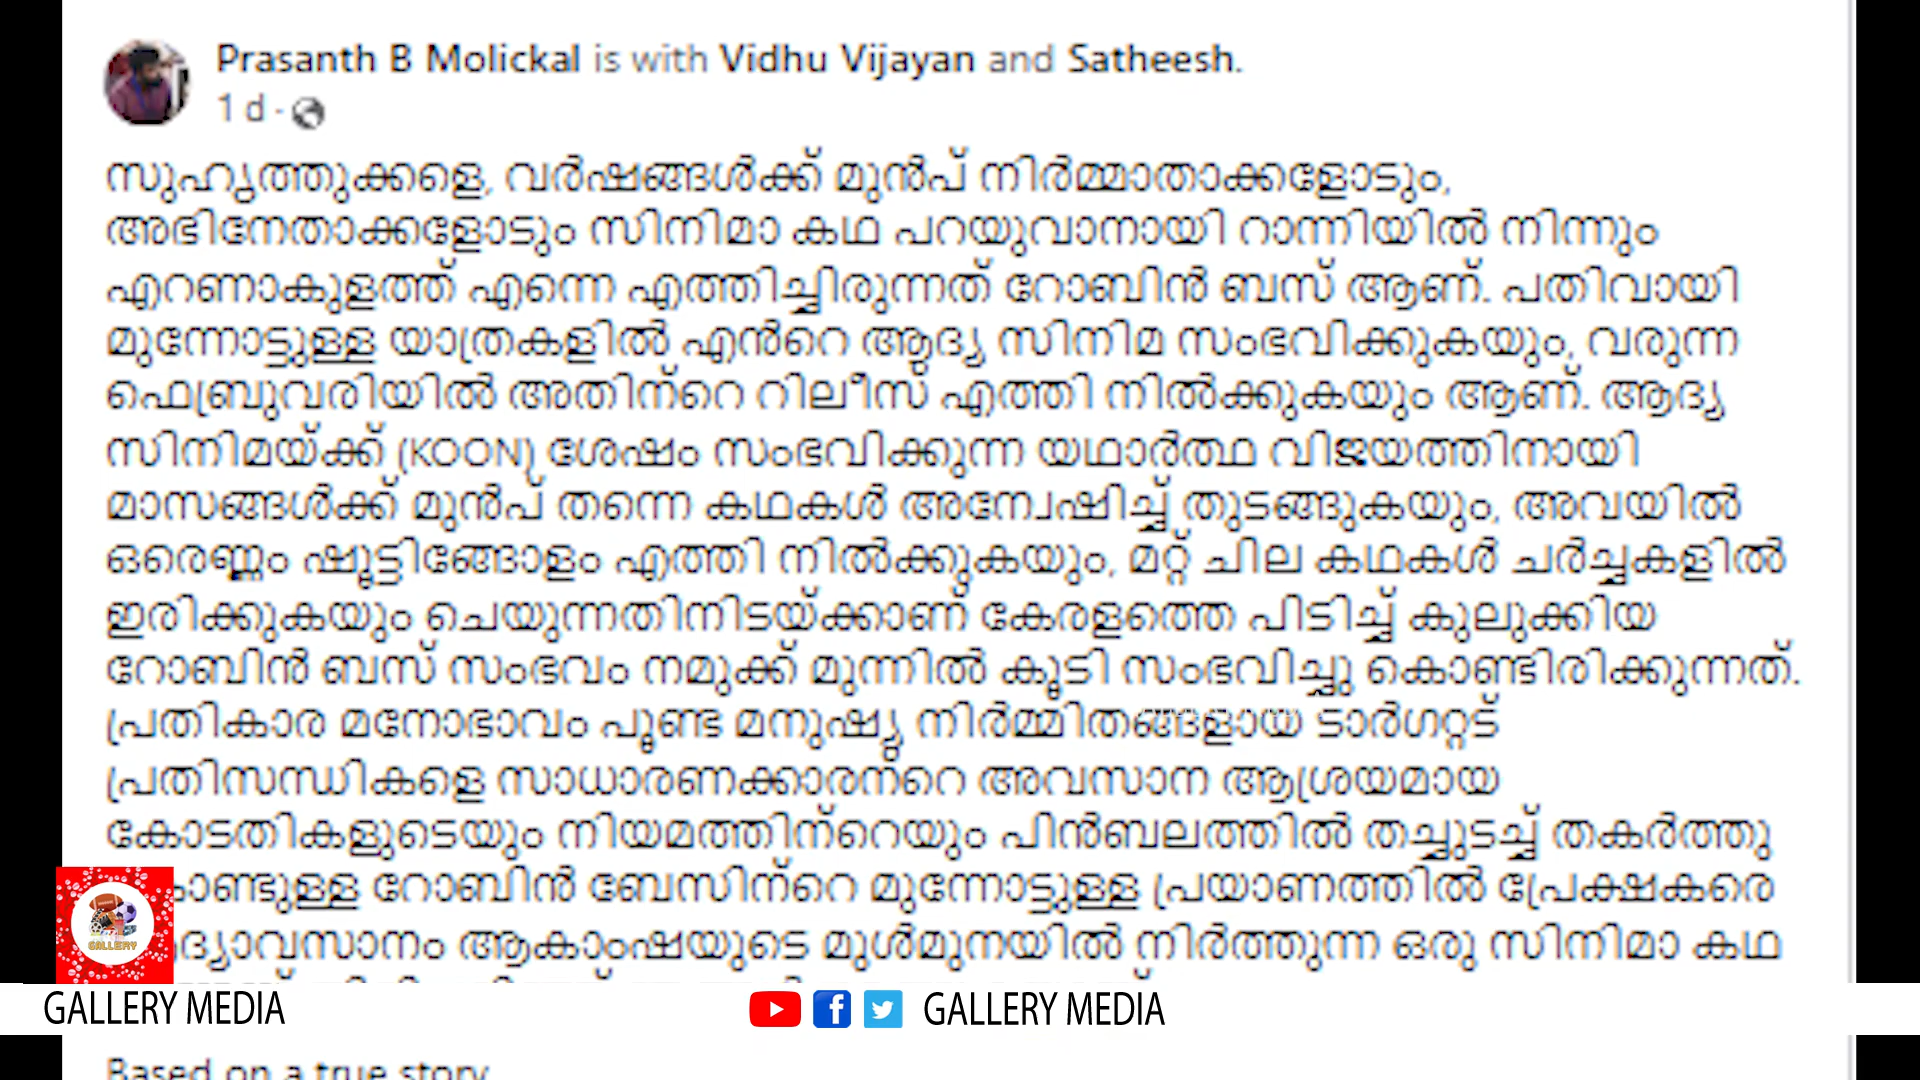 Prasanth B Molickal is with Vidhu Vijayan and Satheesh.
1 d
സുഹൃത്തുക്കളെ, വർഷങ്ങൾക്ക് മുൻപ് നിർമ്മാതാക്കളോടും,
അഭിനേതാക്കളോടും സിനിമാ കഥ പറയുവാനായി റാന്നിയിൽ നിന്നും
എറണാകുളത്ത് എന്നെ എത്തിച്ചിരുന്നത് റോബിൻ ബസ് ആണ്. പതിവായി
മുന്നോട്ടുള്ള യാത്രകളിൽ എൻറെ ആദ്യ സിനിമ സംഭവിക്കുകയും, വരുന്ന
ഫെബ്രുവരിയിൽ അതിന്റെ റിലീസ് എത്തി നിൽക്കുകയും ആണ്. ആദ്യ
സിനിമയ്ക്ക് (KOON) ശേഷം സംഭവിക്കുന്ന യഥാർത്ഥ വിജയത്തിനായി
മാസങ്ങൾക്ക് മുൻപ് തന്നെ കഥകൾ അന്വേഷിച്ച് തുടങ്ങുകയും, അവയിൽ
ഒരെണ്ണം ഷൂട്ടിങ്ങോളം എത്തി നിൽക്കുകയും, മറ്റ് ചില കഥകൾ ചർച്ചകളിൽ
ഇരിക്കുകയും ചെയുന്നതിനിടയ്ക്കാണ് കേരളത്തെ പിടിച്ച് കുലുക്കിയ
റോബിൻ ബസ് സംഭവം നമുക്ക് മുന്നിൽ കൂടി സംഭവിച്ചു കൊണ്ടിരിക്കുന്നത്.
പ്രതികാര മനോഭാവം പൂണ്ട മനുഷ്യ നിർമ്മിതങ്ങളായ ടാർഗറ്റട്
പ്രതിസന്ധികളെ സാധാരണക്കാരന്റെ അവസാന ആശ്രയമായ
കോടതികളുടെയും നിയമത്തിന്റെയും പിൻബലത്തിൽ തച്ചുടച്ച് തകർത്തു
റോബിൻ ബേസിന്റെ മുന്നോട്ടുള്ള പ്രയാണത്തിൽ പ്രേക്ഷകരെ
ആകാംഷയുടെ മുൾമുനയിൽ നിർത്തുന്ന ഒരു സിനിമാ കഥ
GALLERY
GALLERY MEDIA
GALLERY MEDIA
Based on a true story